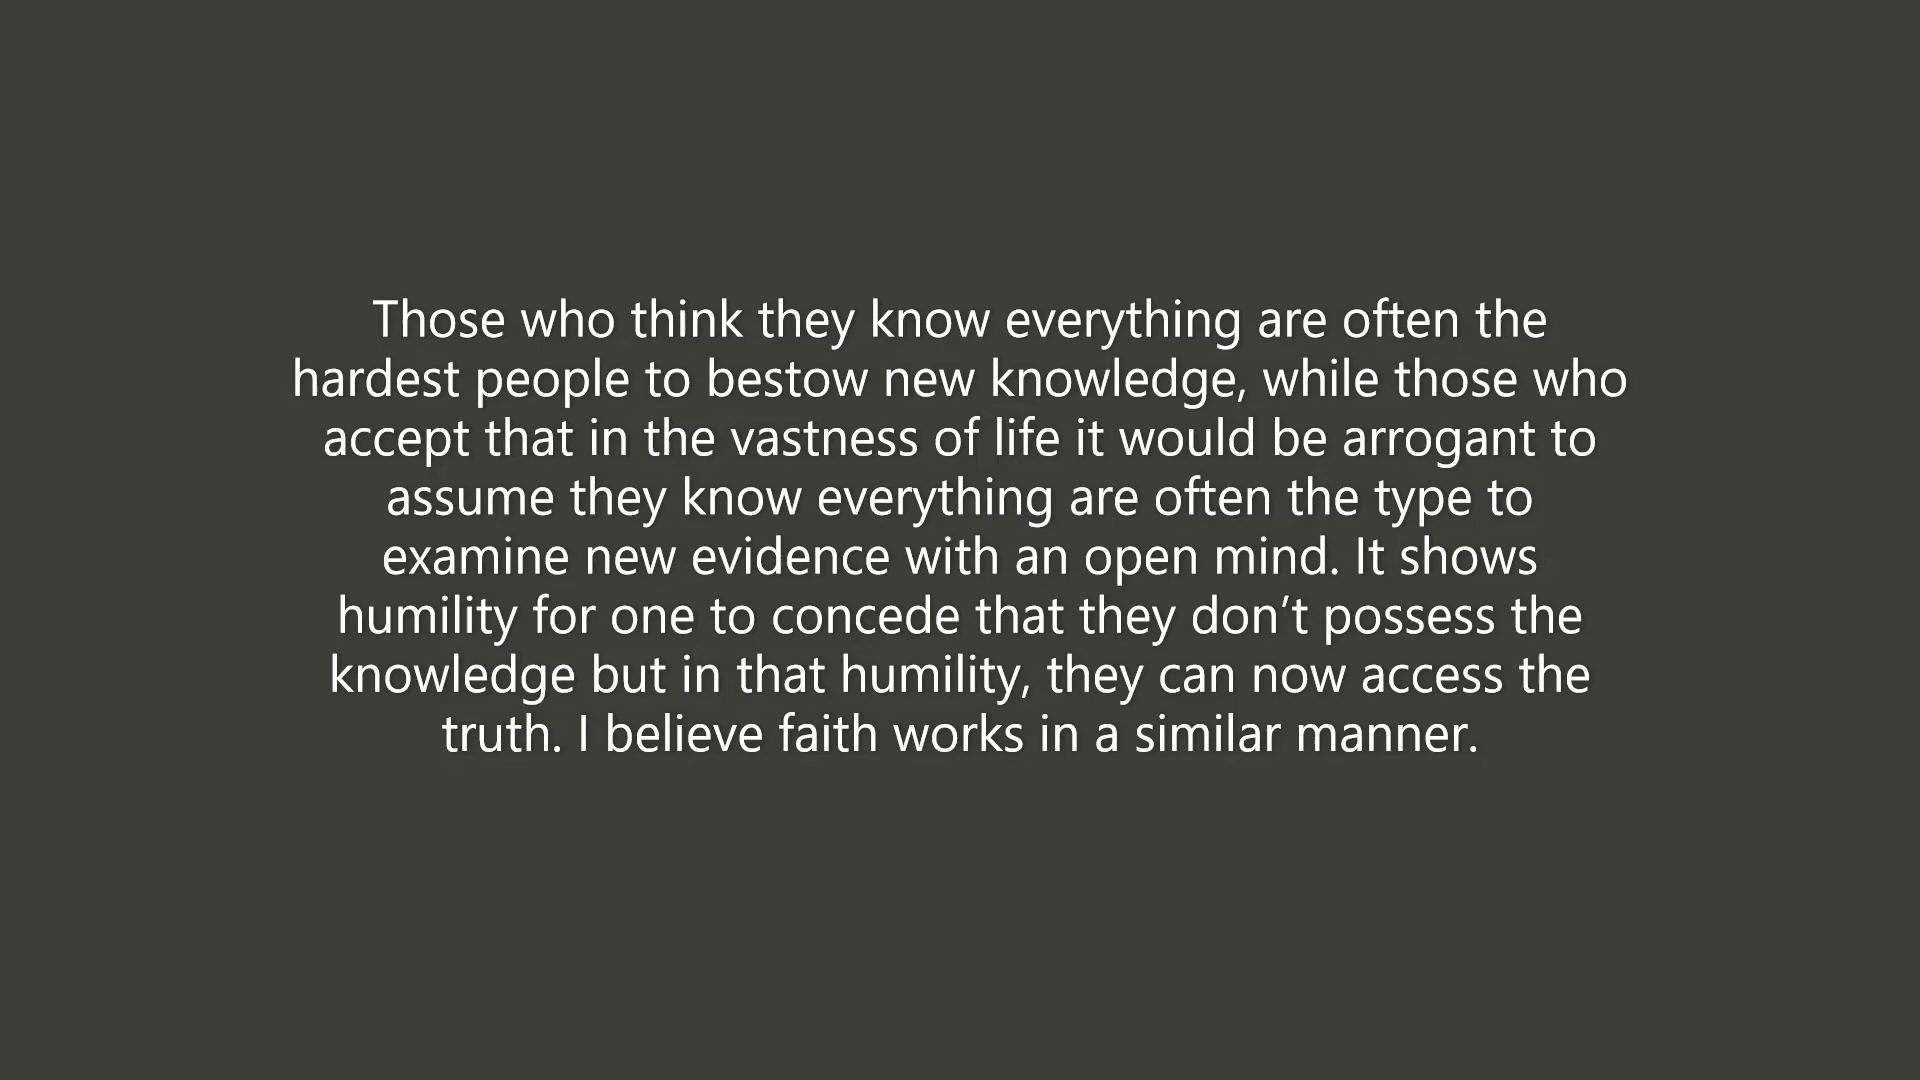 Those who think they know everything are often the
hardest people to bestow new knowledge, while those who
accept that in the vastness of life it would be arrogant to
assume they know everything are often the type to
examine new evidence with an open mind. It shows
humility for one to concede that they don’t possess the
knowledge but in that humility, they can now access the
truth. I believe faith works in a similar manner.